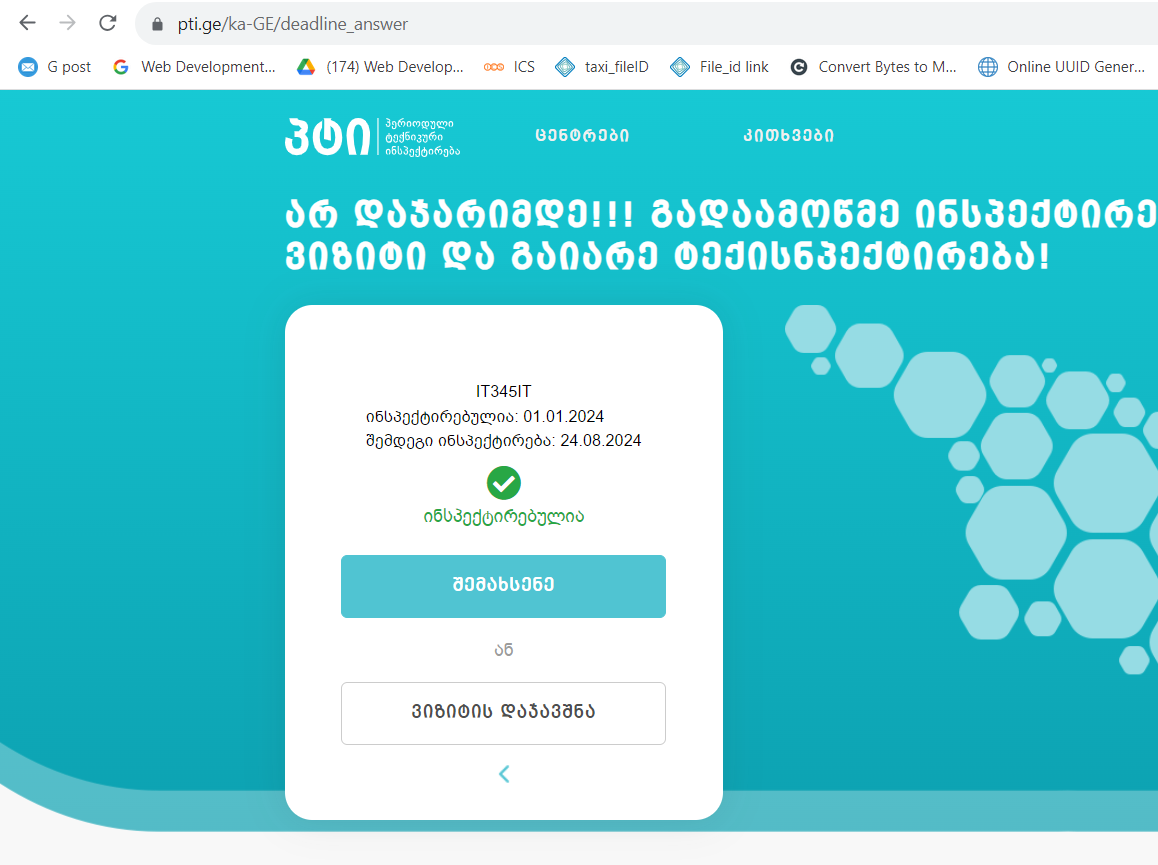 pti.ge/ka-GE/deadline_answer
G post
Web Development...
(174) Web Develop...
ICS
taxi_fileID
File_id link
Convert Bytes to M...
Online UUID Gener...
პტი
პერიოდული
ტექნიკური
ინსპექტირება
ცენტრები
კითხვები
არ დაჯარიმდე!!! გადაამოწმე ინსპექტირე
ვიზიტი და გაიარე ტექისნპექტირება!
IT345IT
ინსპექტირებულია: 01.01.2024
შემდეგი ინსპექტირება: 24.08.2024
ინსპექტირებულია
შემახსენე
ან
ვიზიტის დაჯავშნა